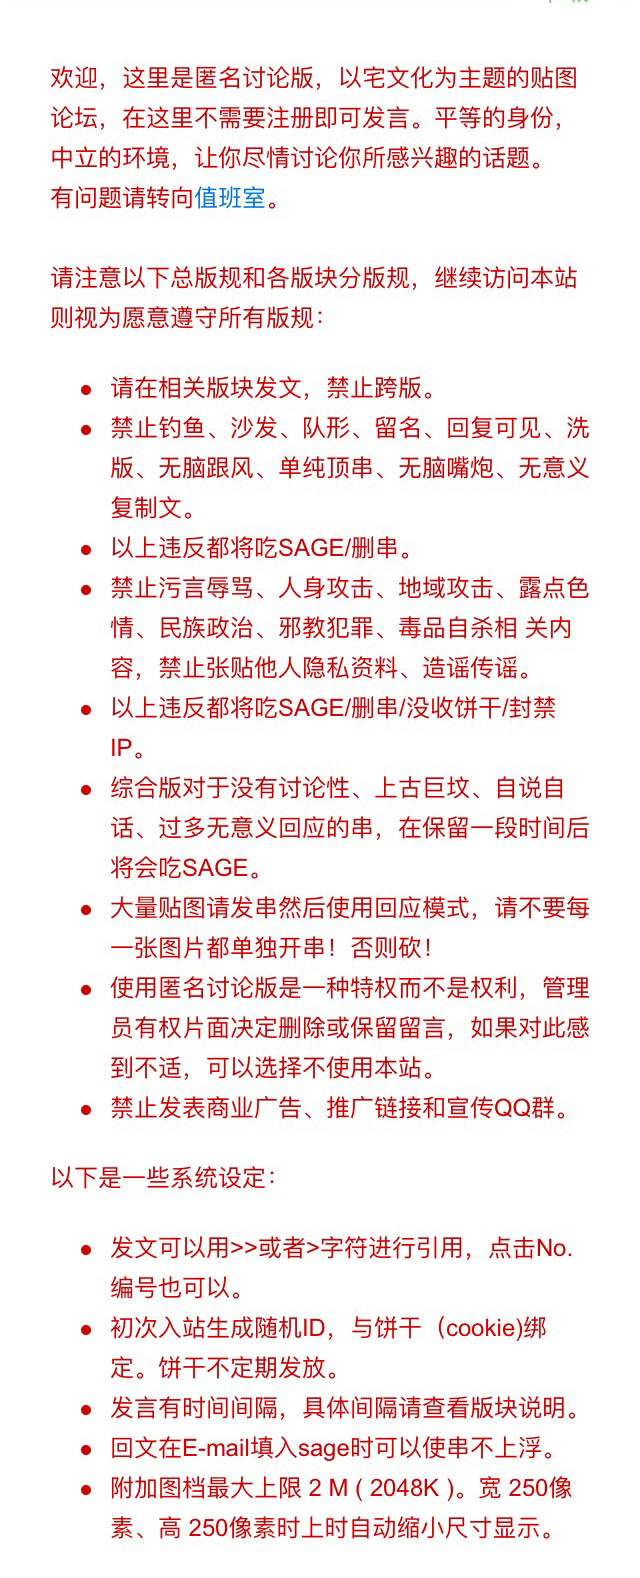 欢迎，这里是匿名讨论版，以宅文化为主题的贴图
论坛，在这里不需要注册即可发言。平等的身份，
中立的环境，让你尽情讨论你所感兴趣的话题。
有问题请转向值班室。
请注意以下总版规和各版块分版规，继续访问本站
则视为愿意遵守所有版规：
● 请在相关版块发文，禁止跨版。
● 禁止钓鱼、沙发、队形、留名、回复可见、洗
版、无脑跟风、单纯顶串、无脑嘴炮、无意义
复制文。
● 以上违反都将吃SAGE/删串。
● 禁止污言辱骂、人身攻击、地域攻击、露点色
情、民族政治、邪教犯罪、毒品自杀相 关内
容，禁止张贴他人隐私资料、造谣传谣。
● 以上违反都将吃SAGE/删串/没收饼干/封禁
IP。
● 综合版对于没有讨论性、上古巨坟、自说自
话、过多无意义回应的串，在保留一段时间后
将会吃SAGE。
● 大量贴图请发串然后使用回应模式，请不要每
一张图片都单独开串！否则砍！
● 使用匿名讨论版是一种特权而不是权利，管理
员有权片面决定删除或保留留言，如果对此感
到不适，可以选择不使用本站。
● 禁止发表商业广告、推广链接和宣传QQ群。
以下是一些系统设定：
● 发文可以用>>或者>字符进行引用，点击No.
编号也可以。
● 初次入站生成随机ID，与饼干（cookie)绑
定。饼干不定期发放。
● 发言有时间间隔，具体间隔请查看版块说明。
● 回文在E-mail填入sage时可以使串不上浮。
● 附加图档最大上限 2 M ( 2048K )。宽 250像
素、高 250像素时上时自动缩小尺寸显示。